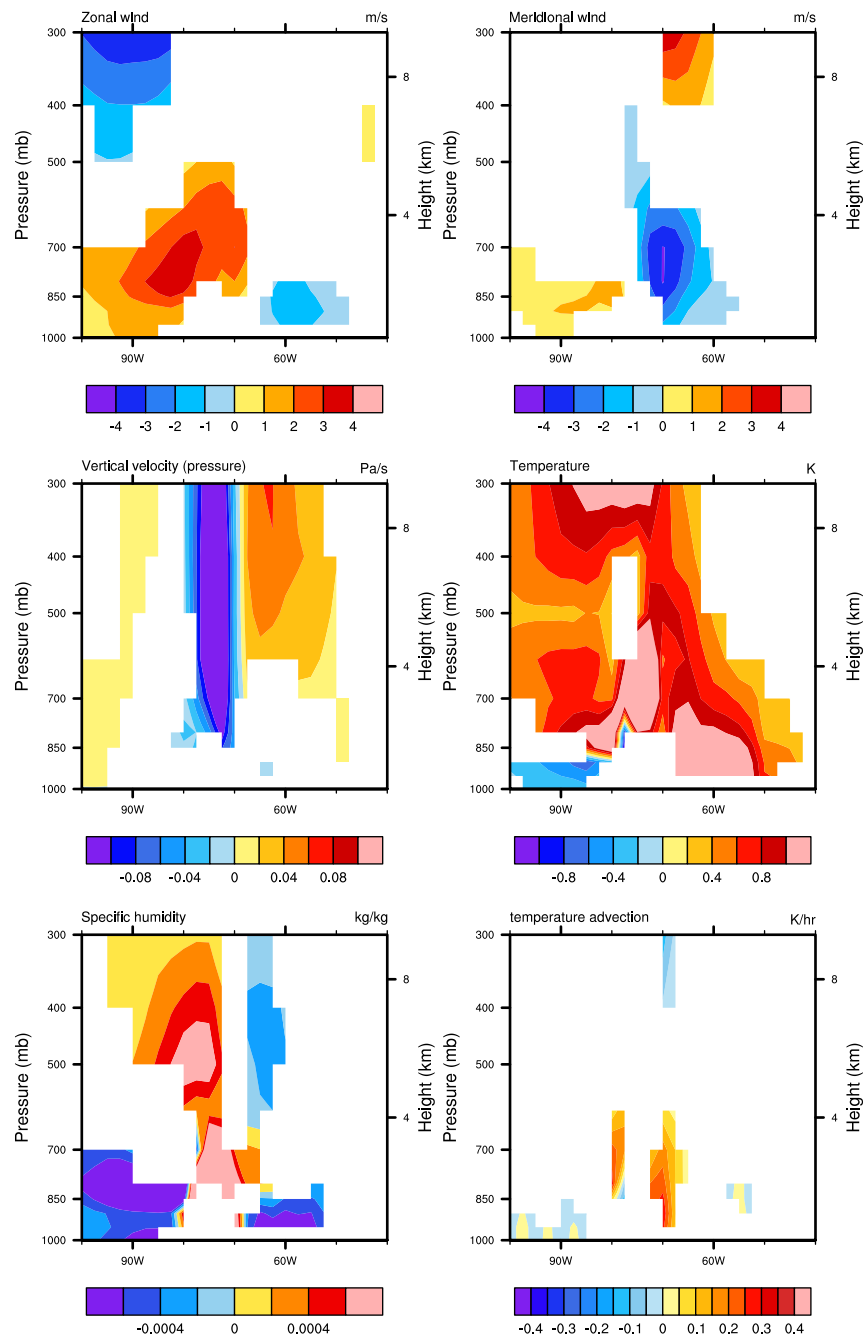 Zonal wind m/s
300
400
500
700
850
1000
Pressure (mb)
8
4
Height (km)
90W 60W
-4 -3 -2 -1 0 1 2 3 4
Meridional wind m/s
300
400
500
700
850
1000
Pressure (mb)
8
4
Height (km)
90W 60W
-4 -3 -2 -1 0 1 2 3 4
Vertical velocity (pressure) Pa/s
300
400
500
700
850
1000
Pressure (mb)
8
4
Height (km)
90W 60W
-0.08 -0.04 0 0.04 0.08
Temperature K
300
400
500
700
850
1000
Pressure (mb)
8
4
Height (km)
90W 60W
-0.8 -0.4 0 0.4 0.8
Specific humidity kg/kg
300
400
500
700
850
1000
Pressure (mb)
8
4
Height (km)
90W 60W
-0.0004 0 0.0004
temperature advection K/hr
300
400
500
700
850
1000
Pressure (mb)
8
4
Height (km)
90W 60W
-0.4 -0.3 -0.2 -0.1 0 0.1 0.2 0.3 0.4